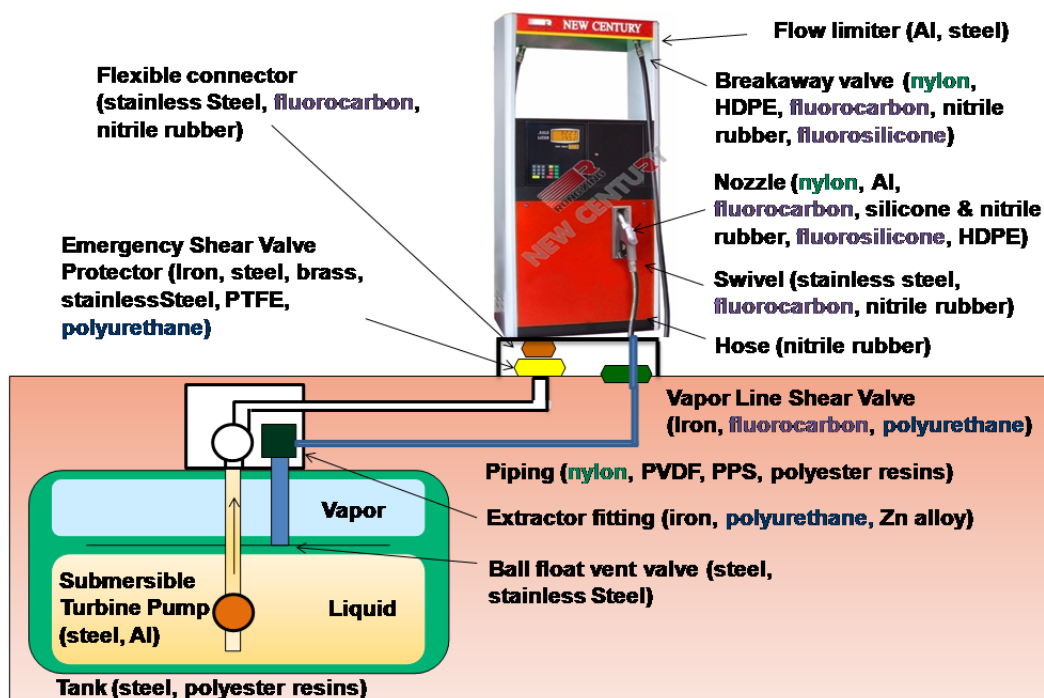 NEW CENTURY
Flow limiter (Al, steel)
Flexible connector
(stainless Steel, fluorocarbon,
nitrile rubber)
Breakaway valve (nylon,
HDPE, fluorocarbon, nitrile
rubber, fluorosilicone)
RONGXING
NEW CENTURY
Nozzle (nylon, Al,
fluorocarbon, silicone & nitrile
rubber, fluorosilicone, HDPE)
Emergency Shear Valve
Protector (Iron, steel, brass,
stainlessSteel, PTFE,
polyurethane)
Swivel (stainless steel,
fluorocarbon, nitrile rubber)
Hose (nitrile rubber)
Vapor Line Shear Valve
(Iron, fluorocarbon, polyurethane)
Piping (nylon, PVDF, PPS, polyester resins)
Vapor
Extractor fitting (iron, polyurethane, Zn alloy)
Ball float vent valve (steel,
stainless Steel)
Submersible
Turbine Pump
(steel, Al)
Liquid
Tank (steel, polyester resins)